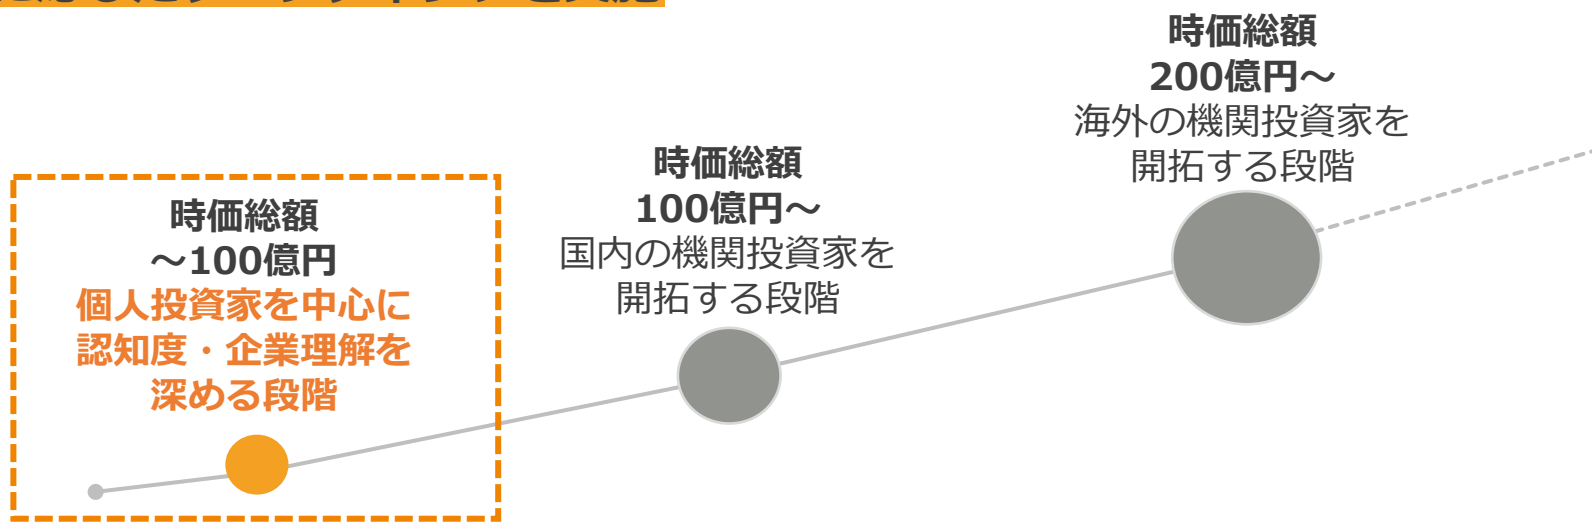 時価総額
～100億円
個人投資家を中心に
認知度・企業理解を
深める段階
時価総額
100億円～
国内の機関投資家を
開拓する段階
時価総額
200億円～
海外の機関投資家を
開拓する段階